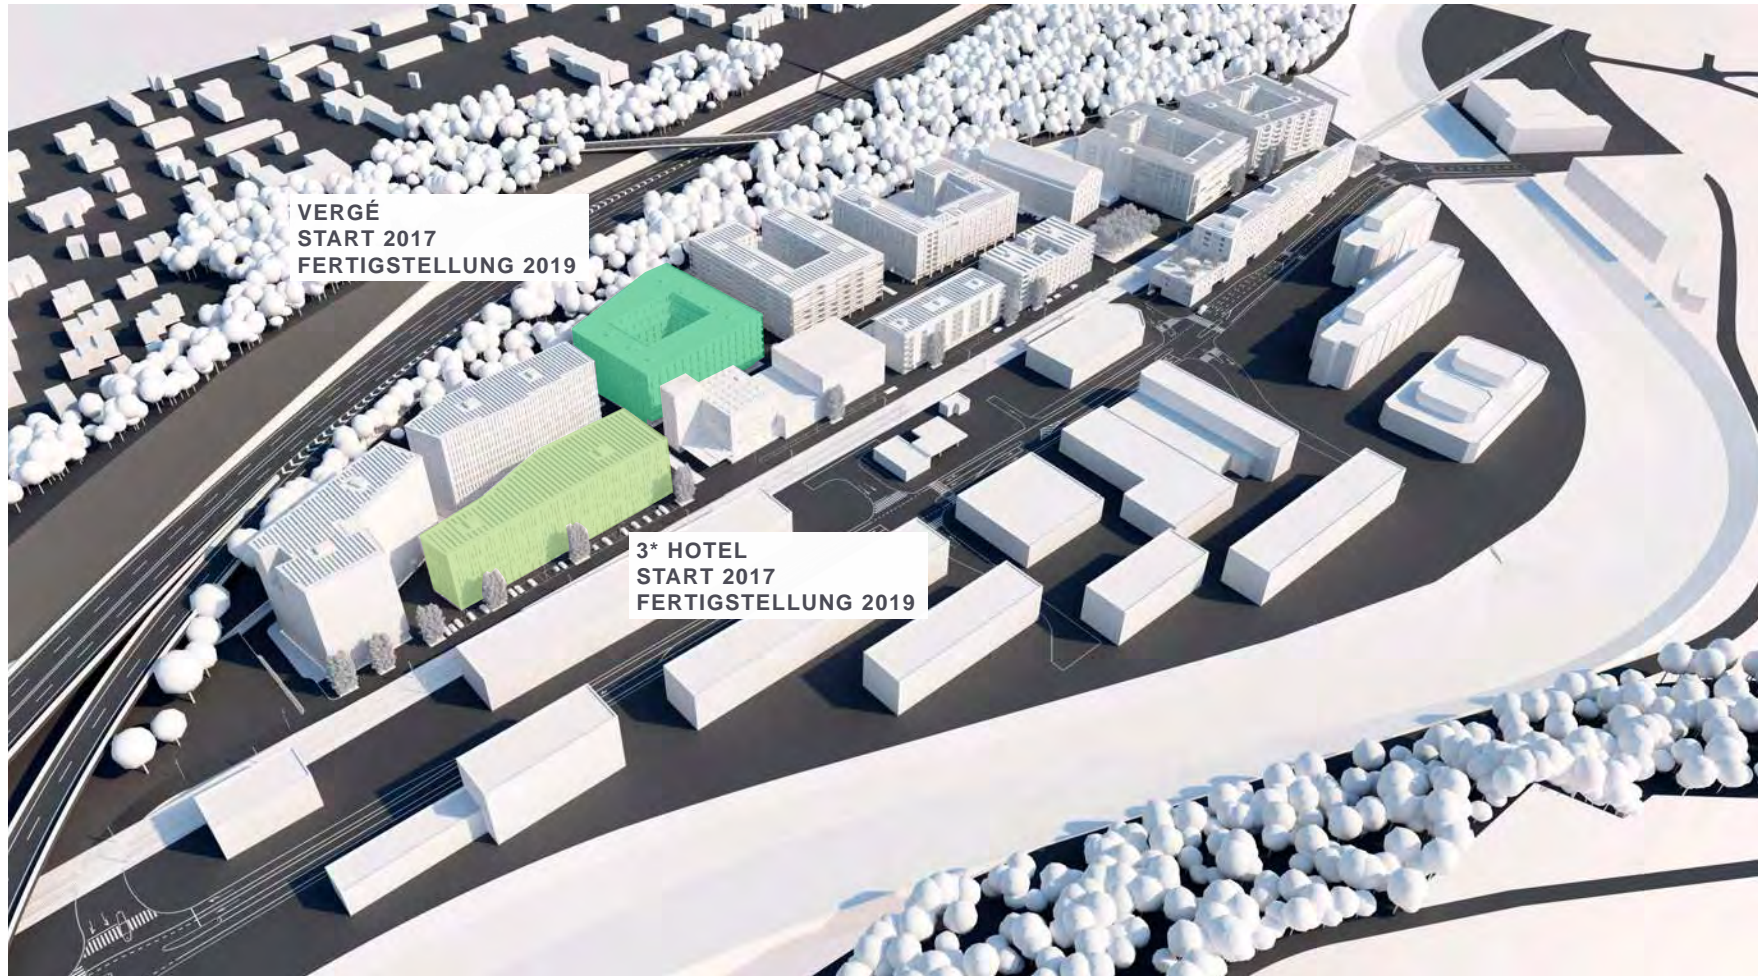 VERGÉ
START 2017
FERTIGSTELLUNG 2019
3* HOTEL
START 2017
FERTIGSTELLUNG 2019